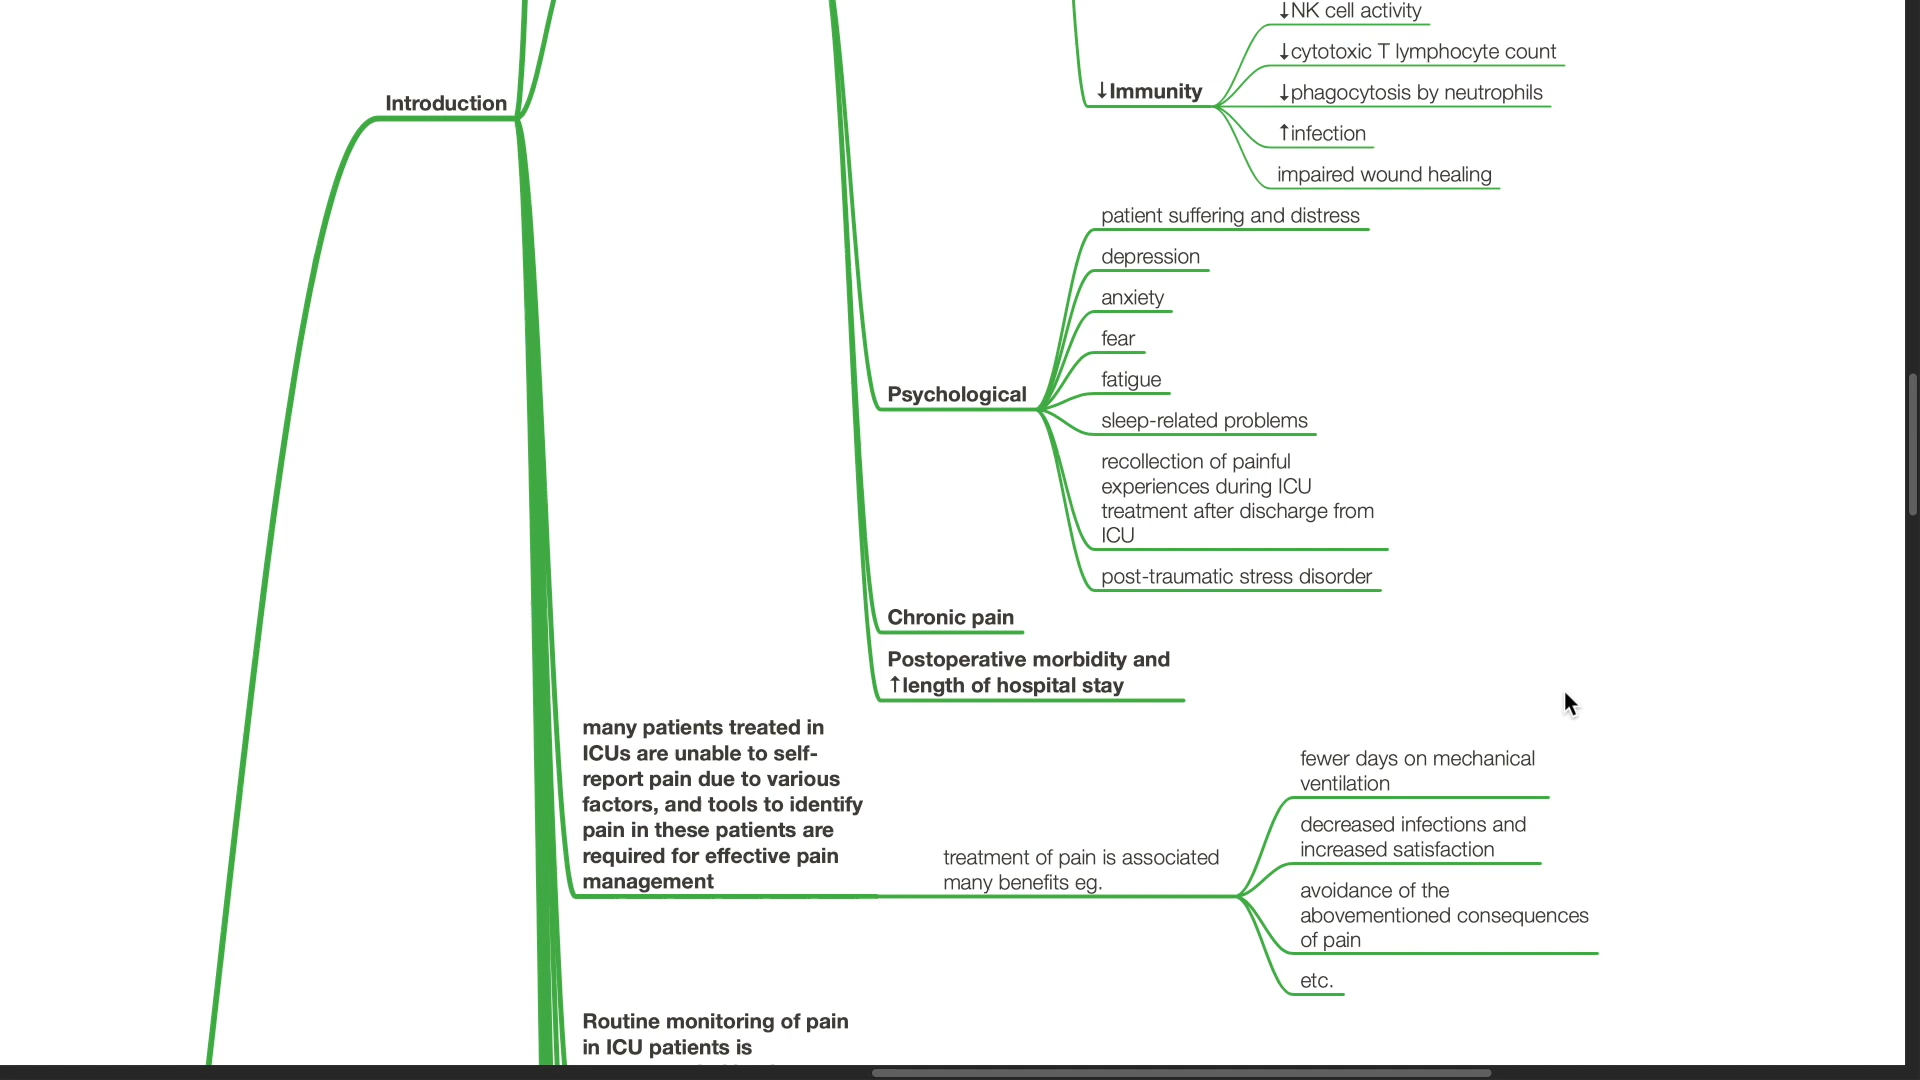 ↓NK cell activity
↓cytotoxic T lymphocyte count
↓Immunity
↓phagocytosis by neutrophils
↑infection
impaired wound healing
Introduction
patient suffering and distress
depression
anxiety
fear
Psychological
fatigue
sleep-related problems
recollection of painful
experiences during ICU
treatment after discharge from
ICU
post-traumatic stress disorder
Chronic pain
Postoperative morbidity and
↑length of hospital stay
many patients treated in
ICUs are unable to self-
report pain due to various
factors, and tools to identify
pain in these patients are
required for effective pain
management
treatment of pain is associated
many benefits eg.
fewer days on mechanical
ventilation
decreased infections and
increased satisfaction
avoidance of the
abovementioned consequences
of pain
etc.
Routine monitoring of pain
in ICU patients is